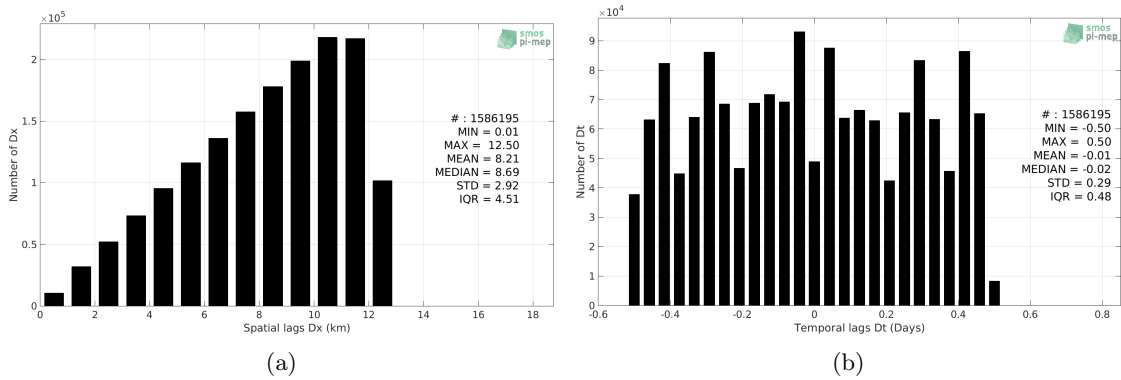 ×10⁵
2
1.5
1
0.5
0
Number of Dx
0 2 4 6 8 10 12 14 16 18
Spatial lags Dx (km)
smos
pi-mep
# : 1586195
MIN = 0.01
MAX = 12.50
MEAN = 8.21
MEDIAN = 8.69
STD = 2.92
IQR = 4.51
(a)
×10⁴
9
8
7
6
5
4
3
2
1
0
Number of Dt
-0.6 -0.4 -0.2 0 0.2 0.4 0.6 0.8
Temporal lags Dt (Days)
smos
pi-mep
# : 1586195
MIN = -0.50
MAX = 0.50
MEAN = -0.01
MEDIAN = -0.02
STD = 0.29
IQR = 0.48
(b)